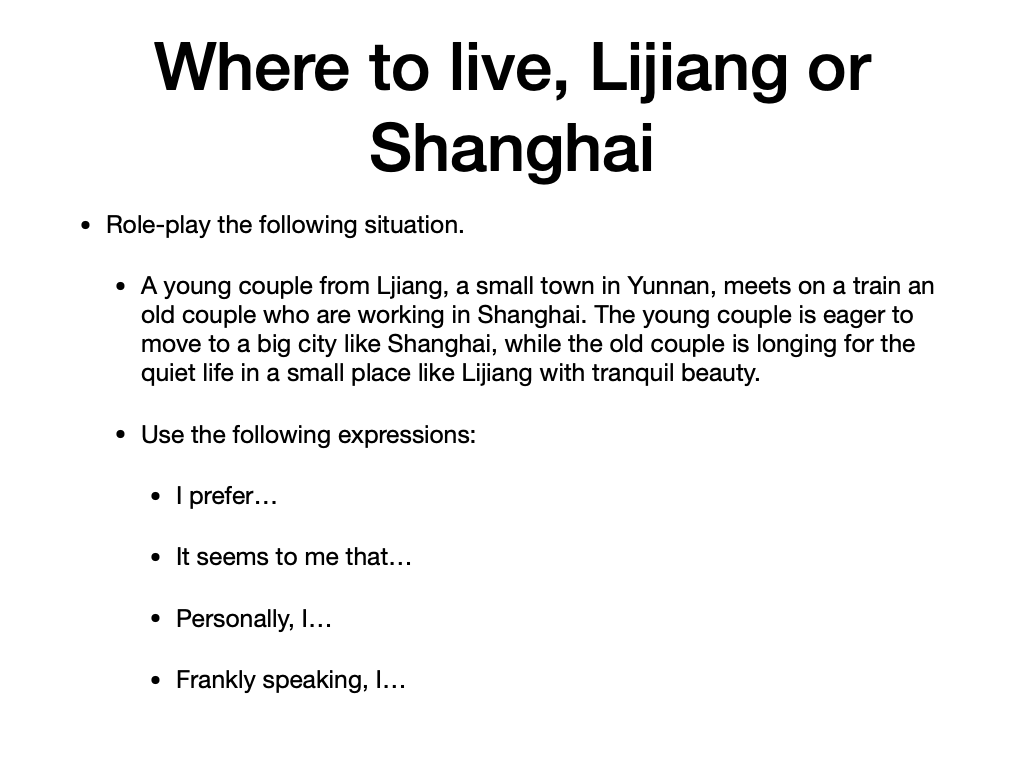 Where to live, Lijiang or
Shanghai
• Role-play the following situation.
• A young couple from Ljiang, a small town in Yunnan, meets on a train an
old couple who are working in Shanghai. The young couple is eager to
move to a big city like Shanghai, while the old couple is longing for the
quiet life in a small place like Lijiang with tranquil beauty.
• Use the following expressions:
• I prefer…
• It seems to me that…
• Personally, I…
• Frankly speaking, I…